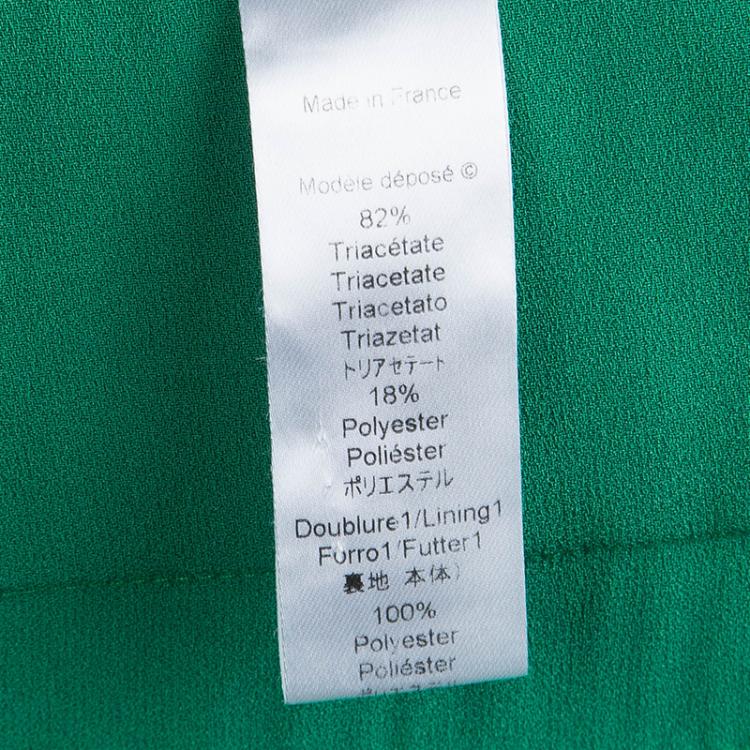 Made in France
Modèle déposé ©
82%
Triacétate
Triacetate
Triacetato
Triazetat
トリアセテート
18%
Polyester
Poliéster
ポリエステル
Doublure1/Lining1
Forro1/Futter1
裏地 本体)
100%
Polyester
Poliéster